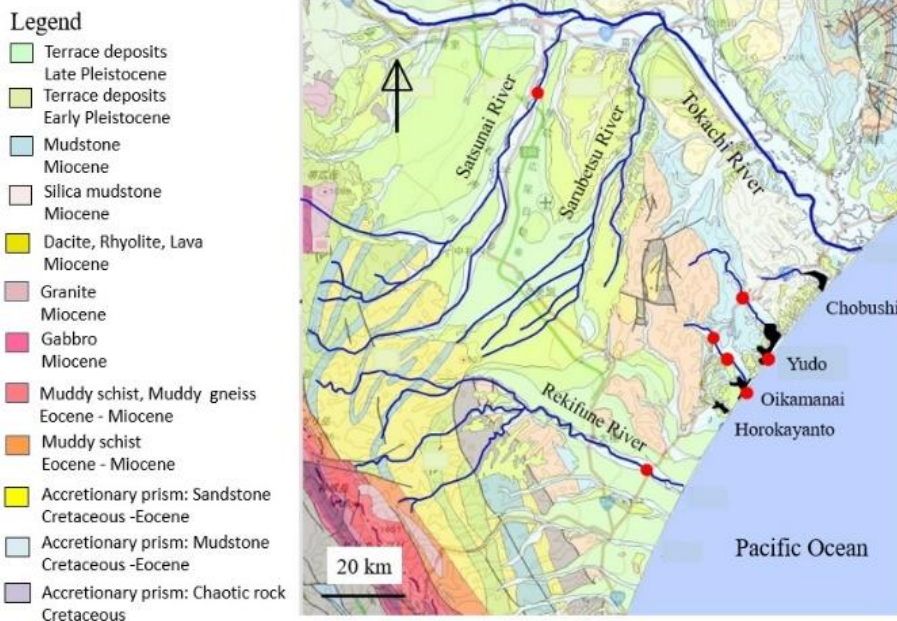 Legend
Terrace deposits
Late Pleistocene
Terrace deposits
Early Pleistocene
Mudstone
Miocene
Silica mudstone
Miocene
Dacite, Rhyolite, Lava
Miocene
Granite
Miocene
Gabbro
Miocene
Muddy schist, Muddy gneiss
Eocene - Miocene
Muddy schist
Eocene - Miocene
Accretionary prism: Sandstone
Cretaceous -Eocene
Accretionary prism: Mudstone
Cretaceous -Eocene
Accretionary prism: Chaotic rock
Cretaceous
Satsunai River
Sarubetsu River
Tokachi River
Chobushi
Yudo
Oikamanai
Horokayanto
Rekifune River
Pacific Ocean
20 km